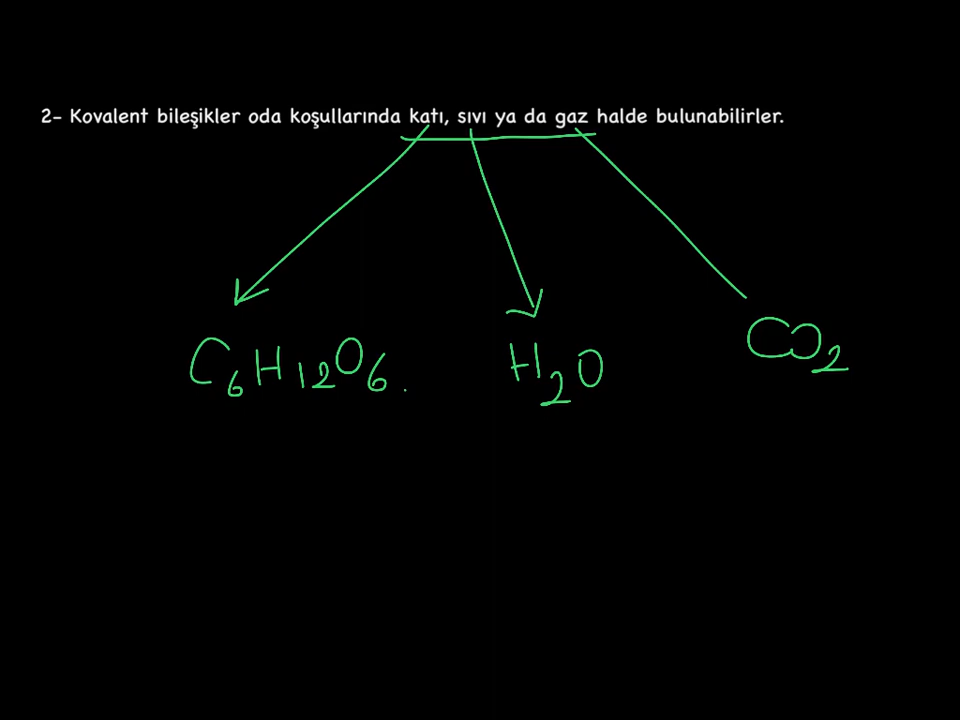 2- Kovalent bileşikler oda koşullarında katı, sıvı ya da gaz halde bulunabilirler.
C₆H₁₂O₆. H₂O CO₂